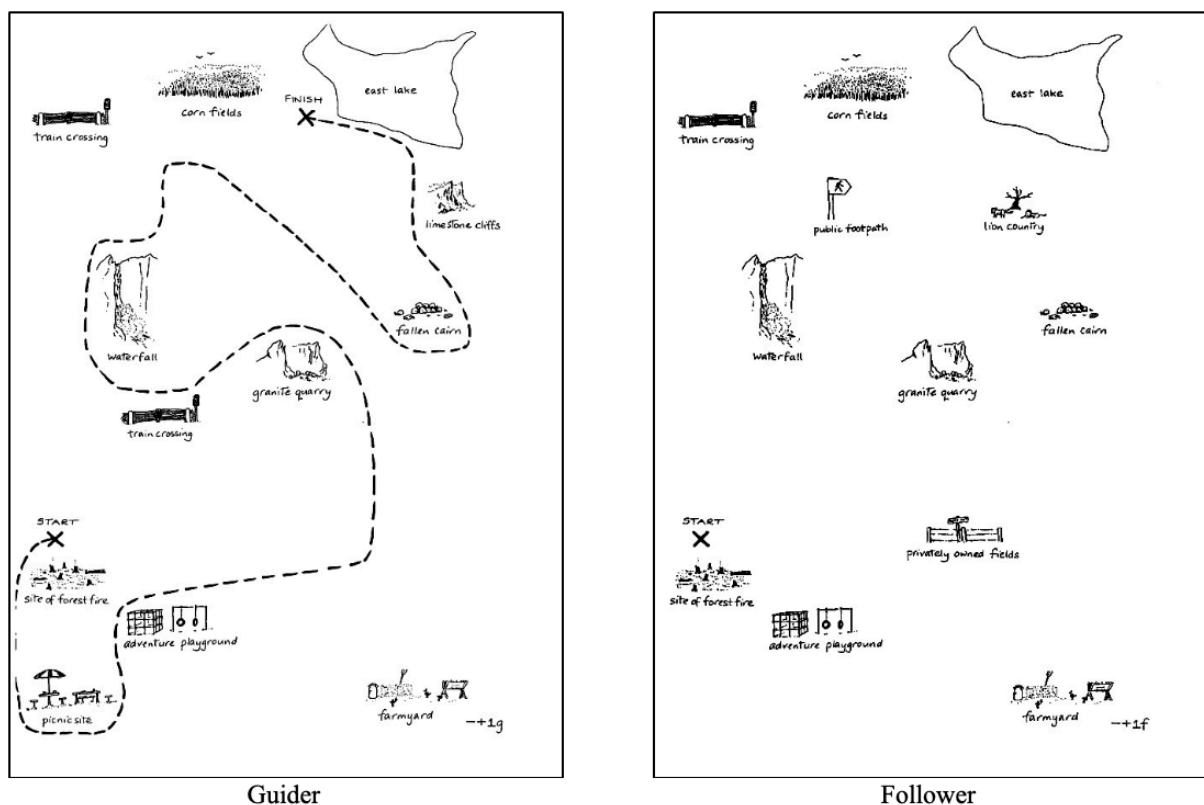 FINISH
east lake
corn fields
train crossing
limestone cliffs
fallen cairn
waterfall
granite quarry
train crossing
START
site of forest fire
adventure playground
picnic site
farmyard
-+1g
Guider
east lake
corn fields
train crossing
public footpath
lion country
waterfall
fallen cairn
granite quarry
START
privately owned fields
site of forest fire
adventure playground
farmyard
-+1f
Follower